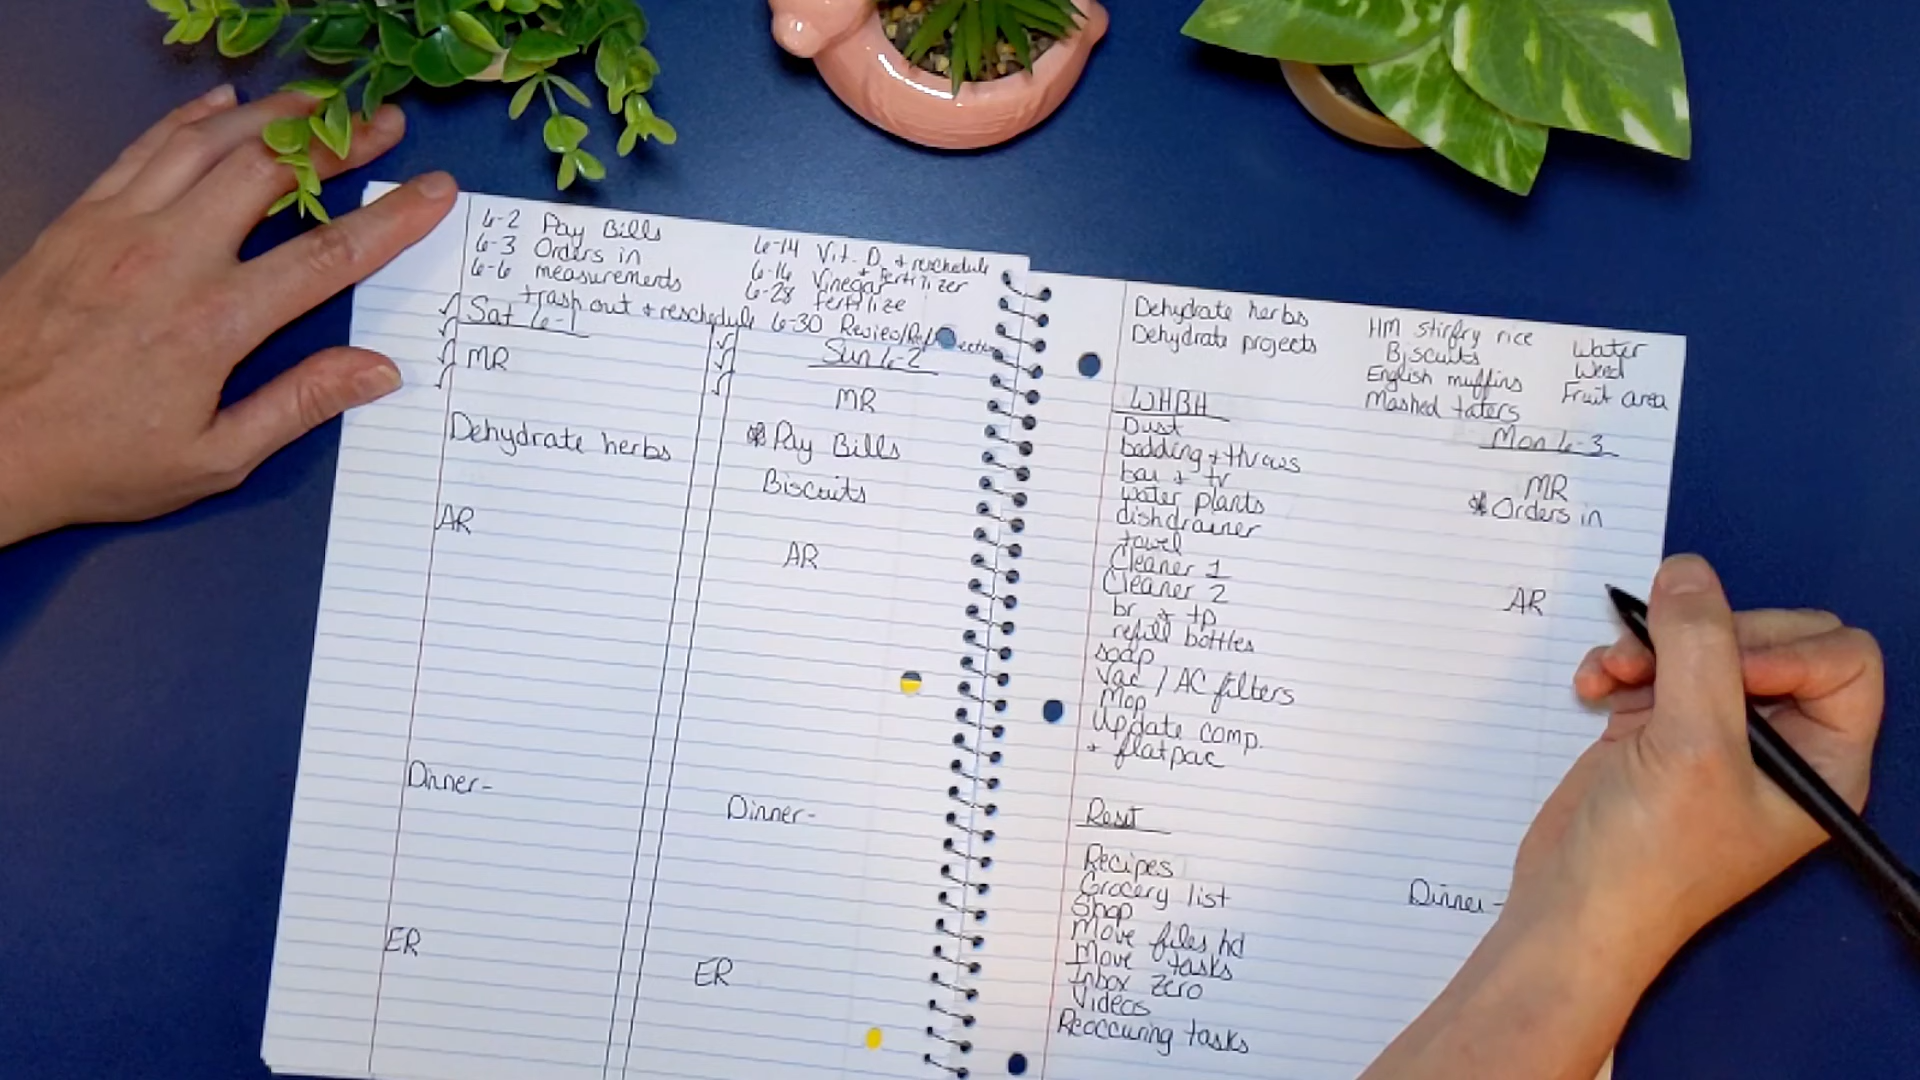 6-2 Pay Bills
6-3 Orders in
6-6 measurements
trash out + reschedule
6-14 Vit. D. + reschedule
6-16 Vinegar + Fertilizer
6-28 fertilize
6-30 Review/
Sat 6-1
MR
Dehydrate herbs
AR
Dinner-
ER
Sun 6-2
MR
Pay Bills
Biscuits
AR
Dinner-
ER
Dehydrate herbs
Dehydrate projects
HM stirfry rice
Biscuits
English muffins
Mashed taters
Water
Weed
Fruit area
WHBH
Dust
bedding + throws
bar + tv
water plants
dishdrainer
towel
Cleaner 1
Cleaner 2
br + tp
refill bottles
soap
Vac / AC filters
Mop
Update comp.
+ flatpac
Reset
Recipes
Grocery list
Shop
Move files hd
Move tasks
Inbox zero
Videos
Reoccuring tasks
Mon 6-3
MR
Orders in
AR
Dinner-